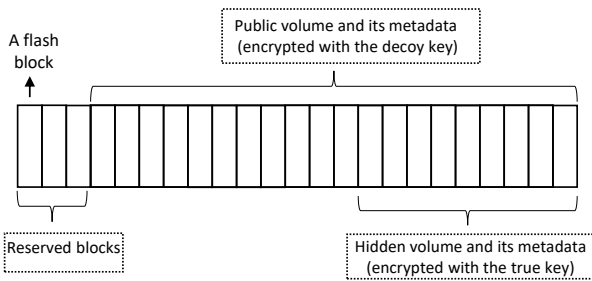 Public volume and its metadata
(encrypted with the decoy key)
A flash
block
Reserved blocks
Hidden volume and its metadata
(encrypted with the true key)